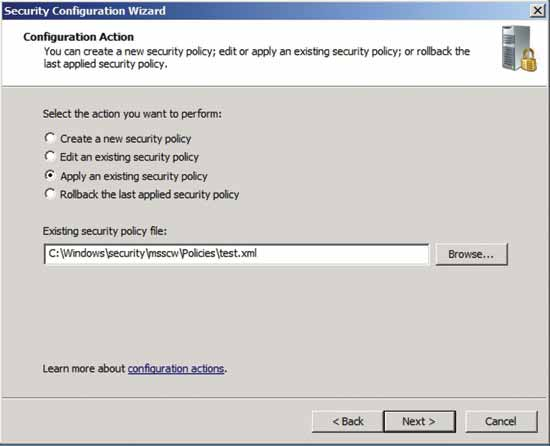 Security Configuration Wizard
Configuration Action
You can create a new security policy; edit or apply an existing security policy; or rollback the
last applied security policy.
Select the action you want to perform:
Create a new security policy
Edit an existing security policy
Apply an existing security policy
Rollback the last applied security policy
Existing security policy file:
C:\Windows\security\msscw\Policies\test.xml
Browse...
Learn more about configuration actions.
< Back
Next >
Cancel